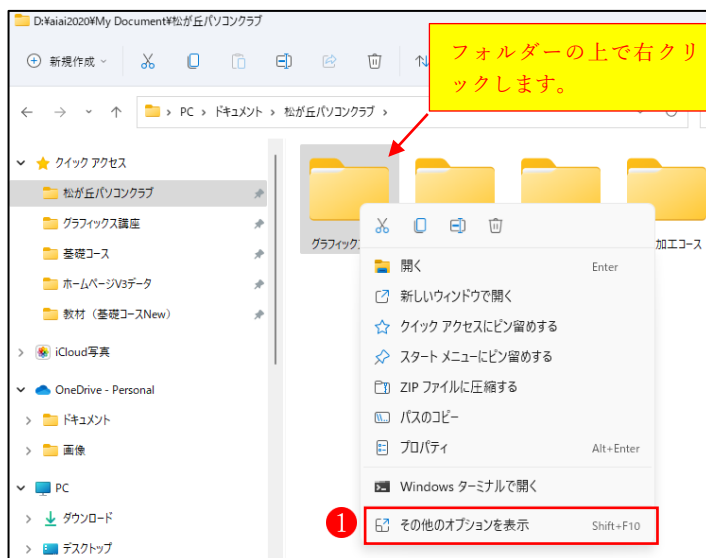 D:¥aiai2020¥My Document¥松が丘パソコンクラブ
新規作成
フォルダーの上で右クリ
ックします。
PC › ドキュメント › 松が丘パソコンクラブ ›
クイック アクセス
松が丘パソコンクラブ
グラフィックス講座
基礎コース
ホームページV3データ
教材（基礎コースNew）
iCloud写真
OneDrive - Personal
ドキュメント
画像
PC
ダウンロード
デスクトップ
グラフィック
加工コース
開く Enter
新しいウィンドウで開く
クイック アクセスにピン留めする
スタート メニューにピン留めする
ZIP ファイルに圧縮する
パスのコピー
プロパティ Alt+Enter
Windows ターミナルで開く
1 その他のオプションを表示 Shift+F10